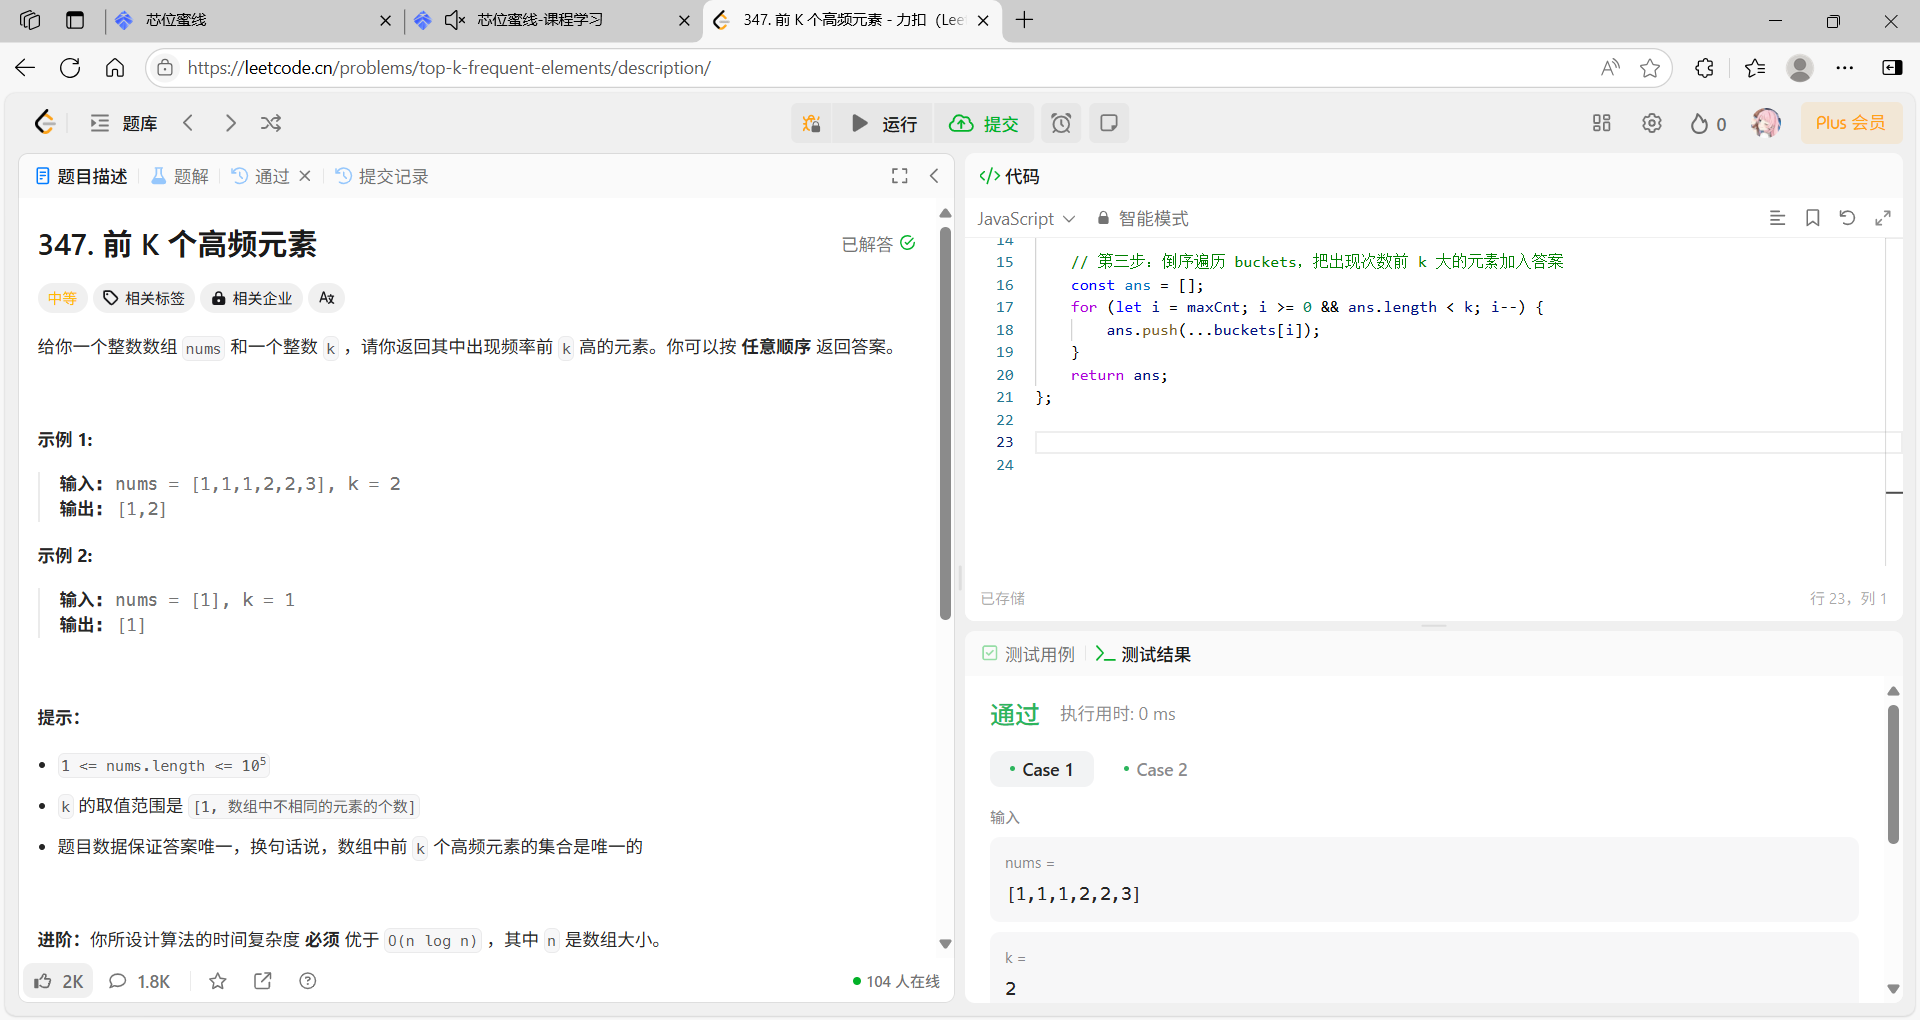 芯位蜜线
芯位蜜线-课程学习
347. 前 K 个高频元素 - 力扣（Lee
https://leetcode.cn/problems/top-k-frequent-elements/description/
题库
运行
提交
0
Plus 会员
题目描述
题解
通过
提交记录
347. 前 K 个高频元素
已解答
中等
相关标签
相关企业
给你一个整数数组 nums 和一个整数 k ，请你返回其中出现频率前 k 高的元素。你可以按 任意顺序 返回答案。
示例 1:
输入: nums = [1,1,1,2,2,3], k = 2
输出: [1,2]
示例 2:
输入: nums = [1], k = 1
输出: [1]
提示：
1 <= nums.length <= 10⁵
k 的取值范围是 [1, 数组中不相同的元素的个数]
题目数据保证答案唯一，换句话说，数组中前 k 个高频元素的集合是唯一的
进阶：你所设计算法的时间复杂度 必须 优于 O(n log n) ，其中 n 是数组大小。
2K
1.8K
104 人在线
</> 代码
JavaScript
智能模式
14
15 // 第三步：倒序遍历 buckets，把出现次数前 k 大的元素加入答案
16 const ans = [];
17 for (let i = maxCnt; i >= 0 && ans.length < k; i--) {
18 ans.push(...buckets[i]);
19 }
20 return ans;
21 };
22
23
24
已存储
行 23，列 1
测试用例
测试结果
通过
执行用时: 0 ms
Case 1
Case 2
输入
nums =
[1,1,1,2,2,3]
k =
2